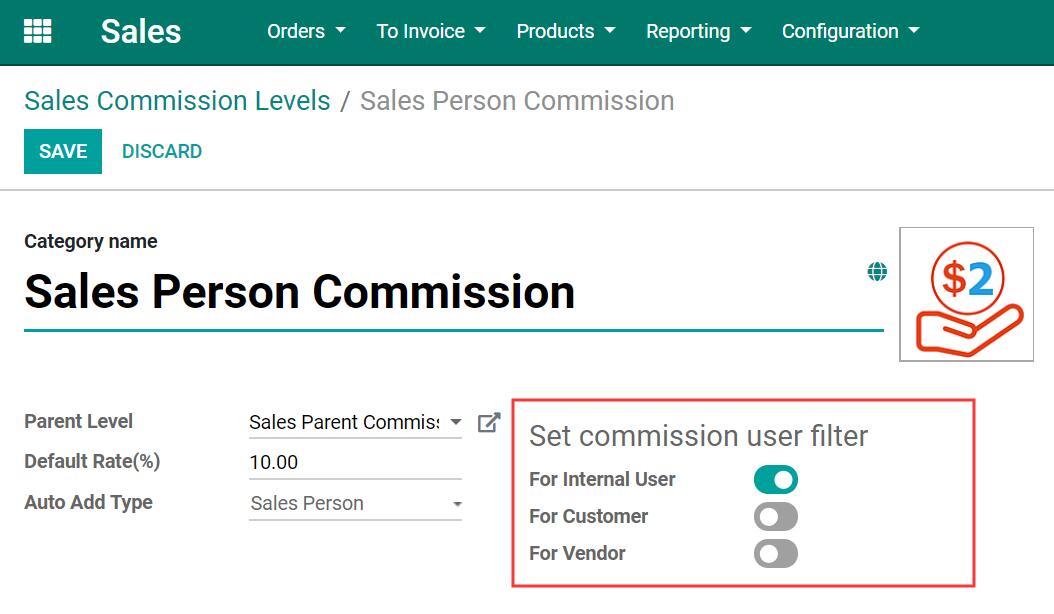 Sales Orders To Invoice Products Reporting Configuration
Sales Commission Levels / Sales Person Commission
SAVE DISCARD
Category name
Sales Person Commission
$2
Parent Level Sales Parent Commis
Default Rate(%) 10.00
Auto Add Type Sales Person
Set commission user filter
For Internal User
For Customer
For Vendor